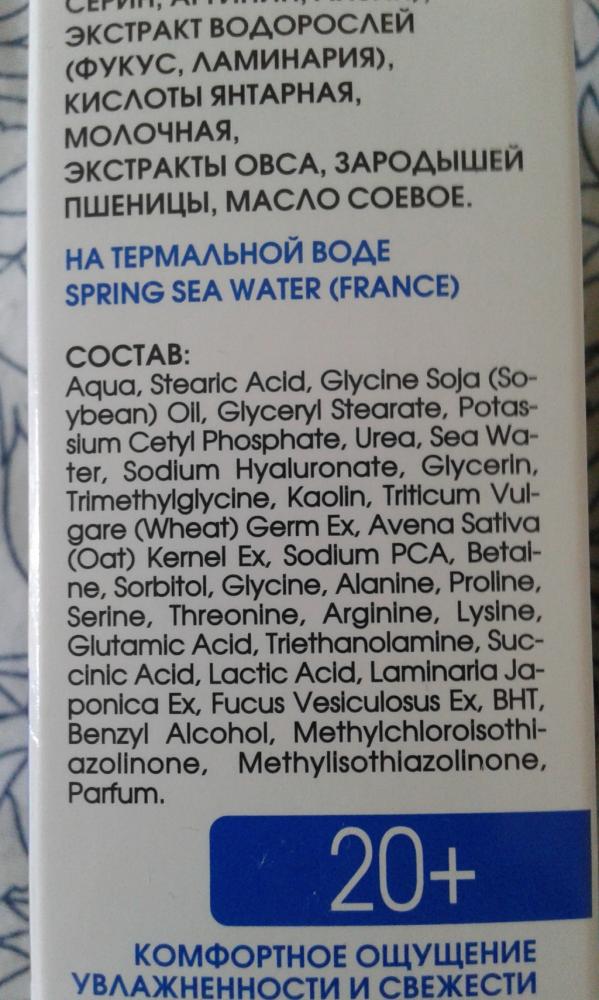 СЕРИН,
ЭКСТРАКТ ВОДОРОСЛЕЙ
(ФУКУС, ЛАМИНАРИЯ),
КИСЛОТЫ ЯНТАРНАЯ,
МОЛОЧНАЯ,
ЭКСТРАКТЫ ОВСА, ЗАРОДЫШЕЙ
ПШЕНИЦЫ, МАСЛО СОЕВОЕ.
НА ТЕРМАЛЬНОЙ ВОДЕ
SPRING SEA WATER (FRANCE)
СОСТАВ:
Aqua, Stearic Acid, Glycine Soja (So-
ybean) Oil, Glyceryl Stearate, Potas-
sium Cetyl Phosphate, Urea, Sea Wa-
ter, Sodium Hyaluronate, Glycerin,
Trimethylglycine, Kaolin, Triticum Vul-
gare (Wheat) Germ Ex, Avena Sativa
(Oat) Kernel Ex, Sodium PCA, Betai-
ne, Sorbitol, Glycine, Alanine, Proline,
Serine, Threonine, Arginine, Lysine,
Glutamic Acid, Triethanolamine, Suc-
cinic Acid, Lactic Acid, Laminaria Ja-
ponica Ex, Fucus Vesiculosus Ex, BHT,
Benzyl Alcohol, Methylchloroisothi-
azolinone, Methylisothiazolinone,
Parfum.
20+
КОМФОРТНОЕ ОЩУЩЕНИЕ
УВЛАЖНЕННОСТИ И СВЕЖЕСТИ